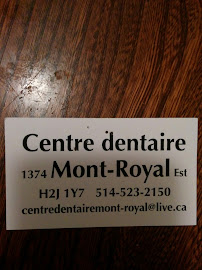 Centre dentaire
1374 Mont-Royal Est
H2J 1Y7 514-523-2150
centredentairemont-royal@live.ca